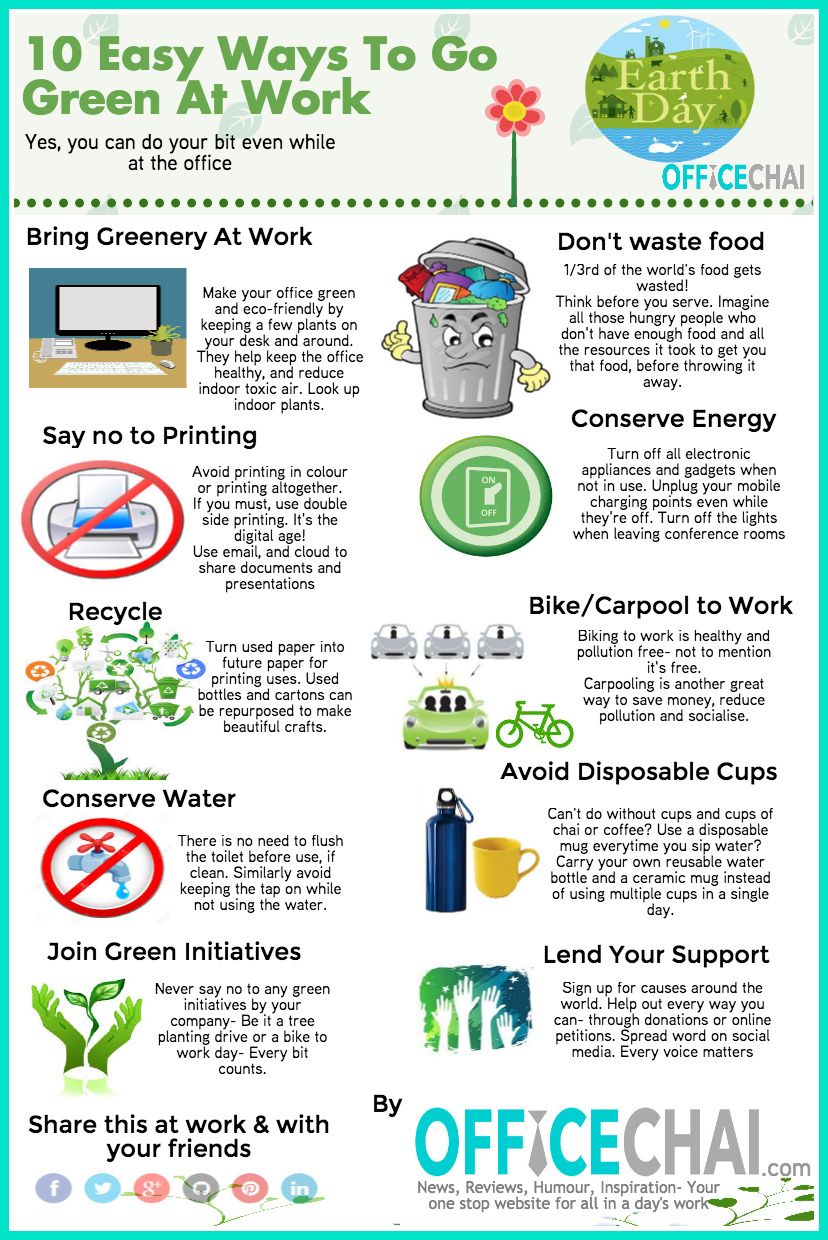 10 Easy Ways To Go
Green At Work
Yes, you can do your bit even while
at the office
Earth
Day
OFFICECHAI
Bring Greenery At Work
Make your office green
and eco-friendly by
keeping a few plants on
your desk and around.
They help keep the office
healthy, and reduce
indoor toxic air. Look up
indoor plants.
Don't waste food
1/3rd of the world's food gets
wasted!
Think before you serve. Imagine
all those hungry people who
don't have enough food and all
the resources it took to get you
that food, before throwing it
away.
Say no to Printing
Avoid printing in colour
or printing altogether.
If you must, use double
side printing. It's the
digital age!
Use email, and cloud to
share documents and
presentations
Conserve Energy
ON
OFF
Turn off all electronic
appliances and gadgets when
not in use. Unplug your mobile
charging points even while
they're off. Turn off the lights
when leaving conference rooms
Recycle
Turn used paper into
future paper for
printing uses. Used
bottles and cartons can
be repurposed to make
beautiful crafts.
Bike/Carpool to Work
Biking to work is healthy and
pollution free- not to mention
it's free.
Carpooling is another great
way to save money, reduce
pollution and socialise.
Conserve Water
There is no need to flush
the toilet before use, if
clean. Similarly avoid
keeping the tap on while
not using the water.
Avoid Disposable Cups
Can't do without cups and cups of
chai or coffee? Use a disposable
mug everytime you sip water?
Carry your own reusable water
bottle and a ceramic mug instead
of using multiple cups in a single
day.
Join Green Initiatives
Never say no to any green
initiatives by your
company- Be it a tree
planting drive or a bike to
work day- Every bit
counts.
Lend Your Support
Sign up for causes around the
world. Help out every way you
can- through donations or online
petitions. Spread word on social
media. Every voice matters
Share this at work & with
your friends
f
g+
in
By
OFFICECHAI.com
News, Reviews, Humour, Inspiration- Your
one stop website for all in a day's work